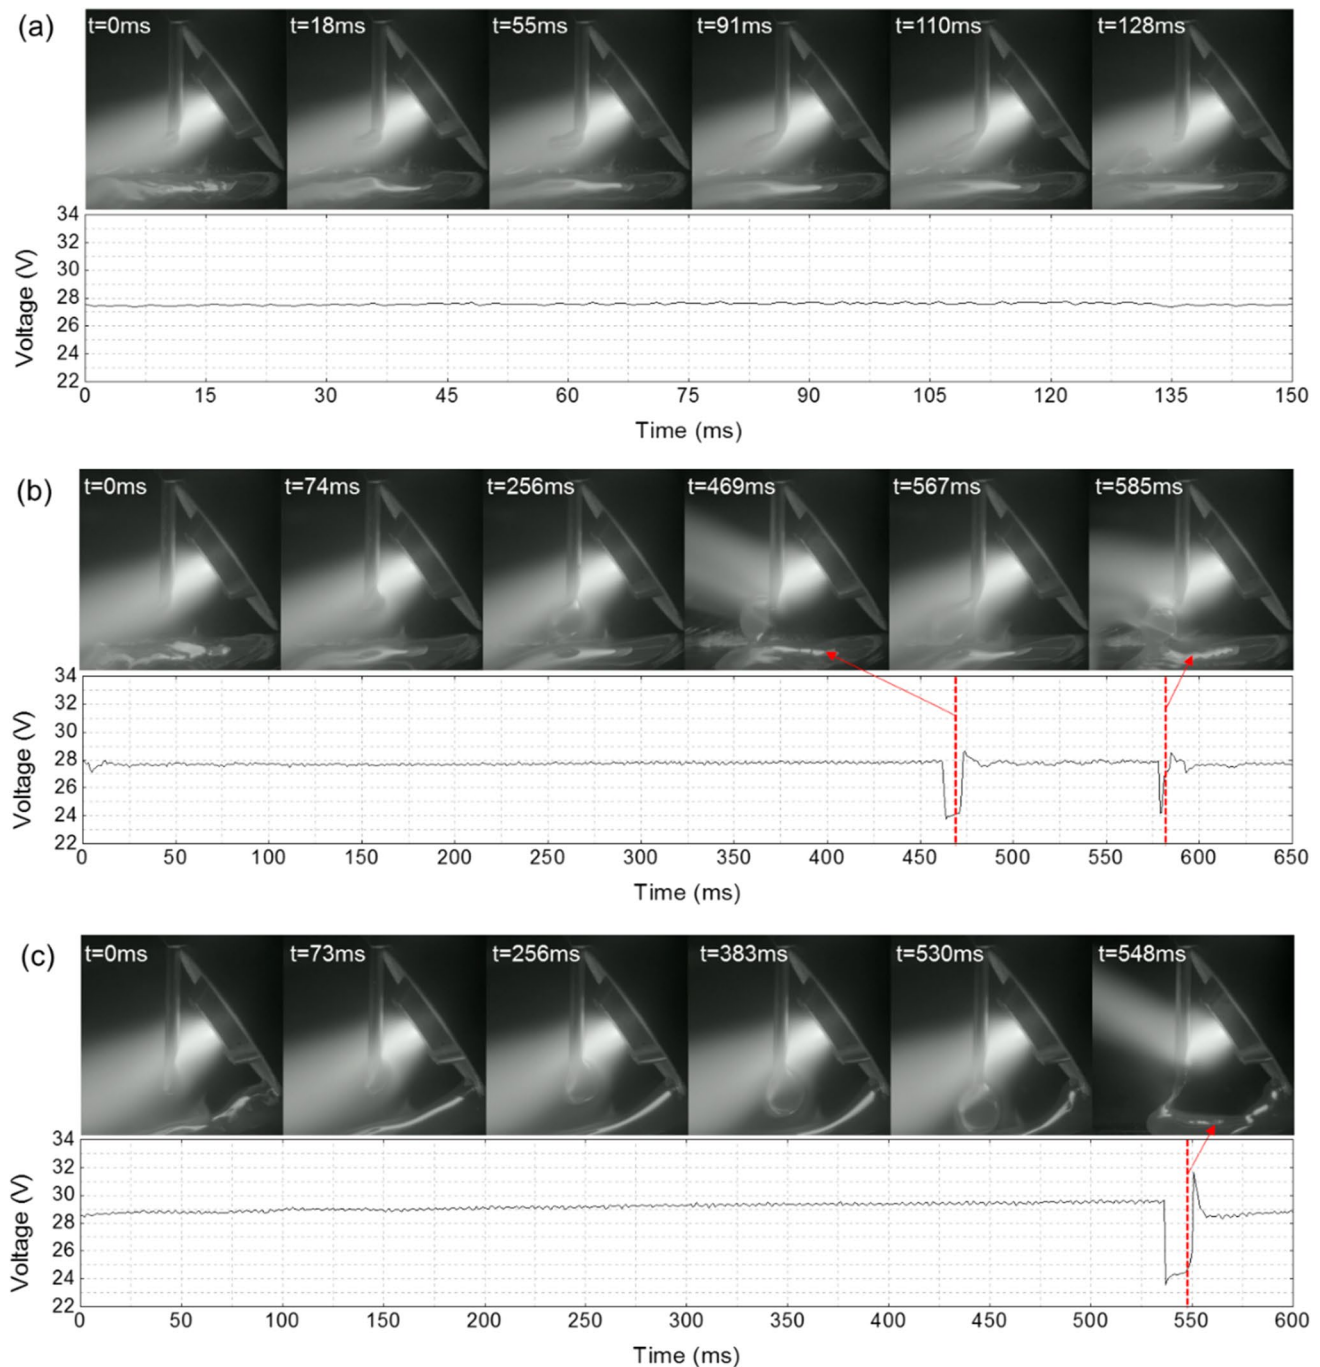 (a)
t=0ms t=18ms t=55ms t=91ms t=110ms t=128ms
34
32
30
28
26
24
22
Voltage (V)
0 15 30 45 60 75 90 105 120 135 150
Time (ms)
(b)
t=0ms t=74ms t=256ms t=469ms t=567ms t=585ms
34
32
30
28
26
24
22
Voltage (V)
0 50 100 150 200 250 300 350 400 450 500 550 600 650
Time (ms)
(c)
t=0ms t=73ms t=256ms t=383ms t=530ms t=548ms
34
32
30
28
26
24
22
Voltage (V)
0 50 100 150 200 250 300 350 400 450 500 550 600
Time (ms)